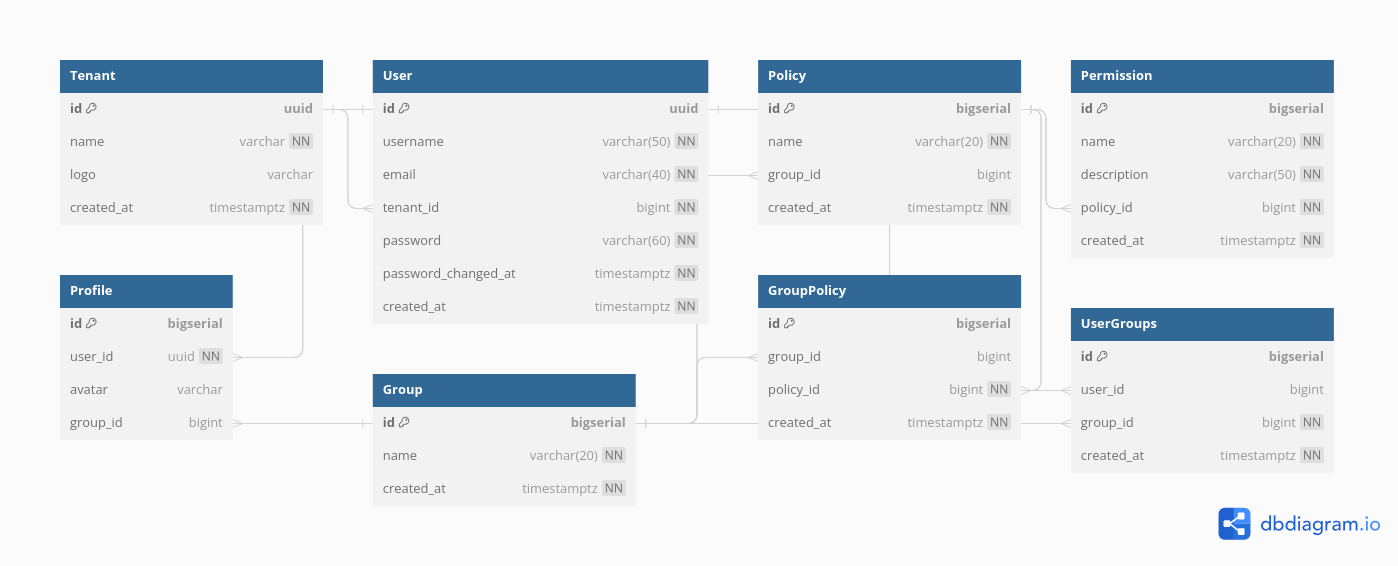 Tenant
id uuid
name varchar NN
logo varchar
created_at timestamptz NN
User
id uuid
username varchar(50) NN
email varchar(40) NN
tenant_id bigint NN
password varchar(60) NN
password_changed_at timestamptz NN
created_at timestamptz NN
Policy
id bigserial
name varchar(20) NN
group_id bigint
created_at timestamptz NN
Permission
id bigserial
name varchar(20) NN
description varchar(50) NN
policy_id bigint NN
created_at timestamptz NN
Profile
id bigserial
user_id uuid NN
avatar varchar
group_id bigint
Group
id bigserial
name varchar(20) NN
created_at timestamptz NN
GroupPolicy
id bigserial
group_id bigint
policy_id bigint NN
created_at timestamptz NN
UserGroups
id bigserial
user_id bigint
group_id bigint NN
created_at timestamptz NN
dbdiagram.io